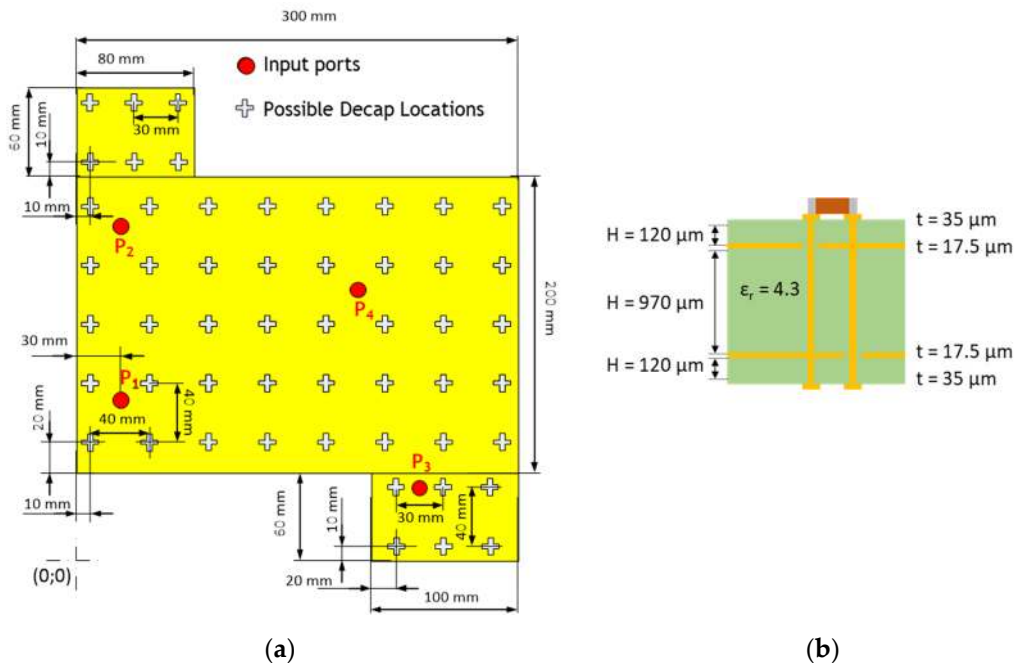 300 mm
80 mm
Input ports
Possible Decap Locations
60 mm
10 mm
30 mm
10 mm
P2
P4
200 mm
30 mm
P1
40 mm
40 mm
20 mm
10 mm
P3
30 mm
40 mm
60 mm
10 mm
(0;0)
20 mm
100 mm
H = 120 µm
t = 35 µm
t = 17.5 µm
εr = 4.3
H = 970 µm
t = 17.5 µm
H = 120 µm
t = 35 µm
(a)
(b)